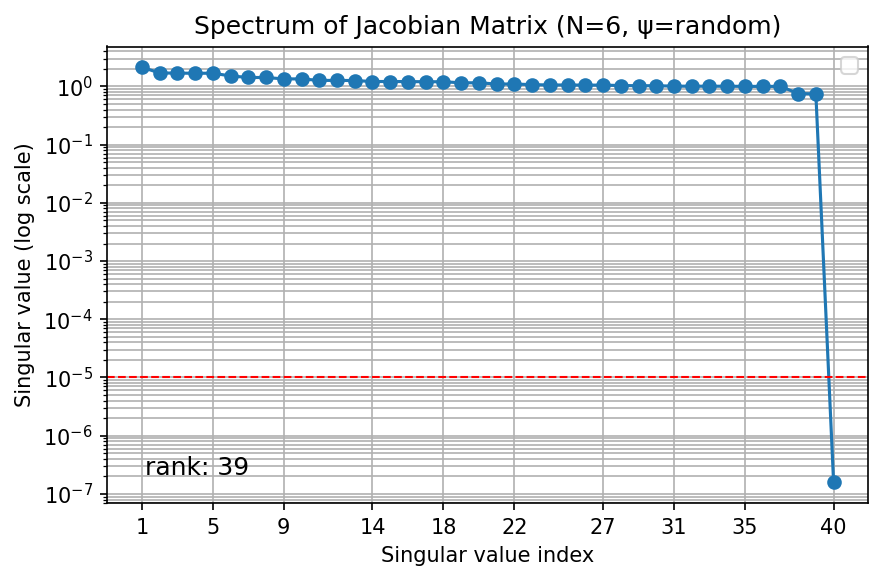 Spectrum of Jacobian Matrix (N=6, ψ=random)
Singular value (log scale)
10⁰
10⁻¹
10⁻²
10⁻³
10⁻⁴
10⁻⁵
10⁻⁶
10⁻⁷
rank: 39
1 5 9 14 18 22 27 31 35 40
Singular value index